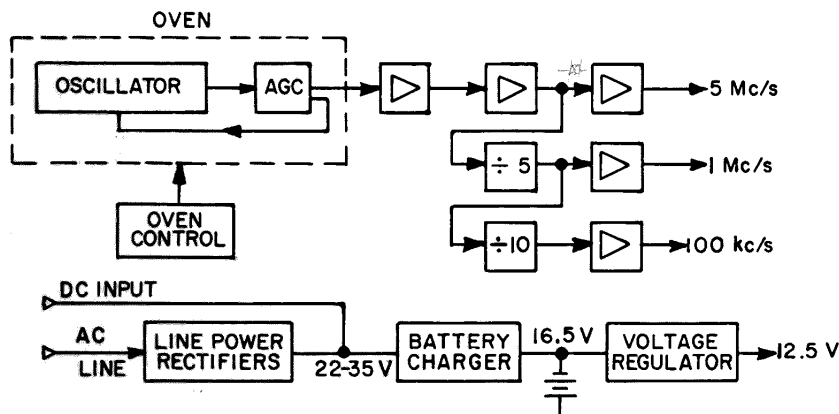 OVEN
OSCILLATOR
AGC
5 Mc/s
÷ 5
1 Mc/s
OVEN
CONTROL
÷10
100 kc/s
DC INPUT
AC
LINE
LINE POWER
RECTIFIERS
22-35 V
BATTERY
CHARGER
16.5 V
VOLTAGE
REGULATOR
12.5 V